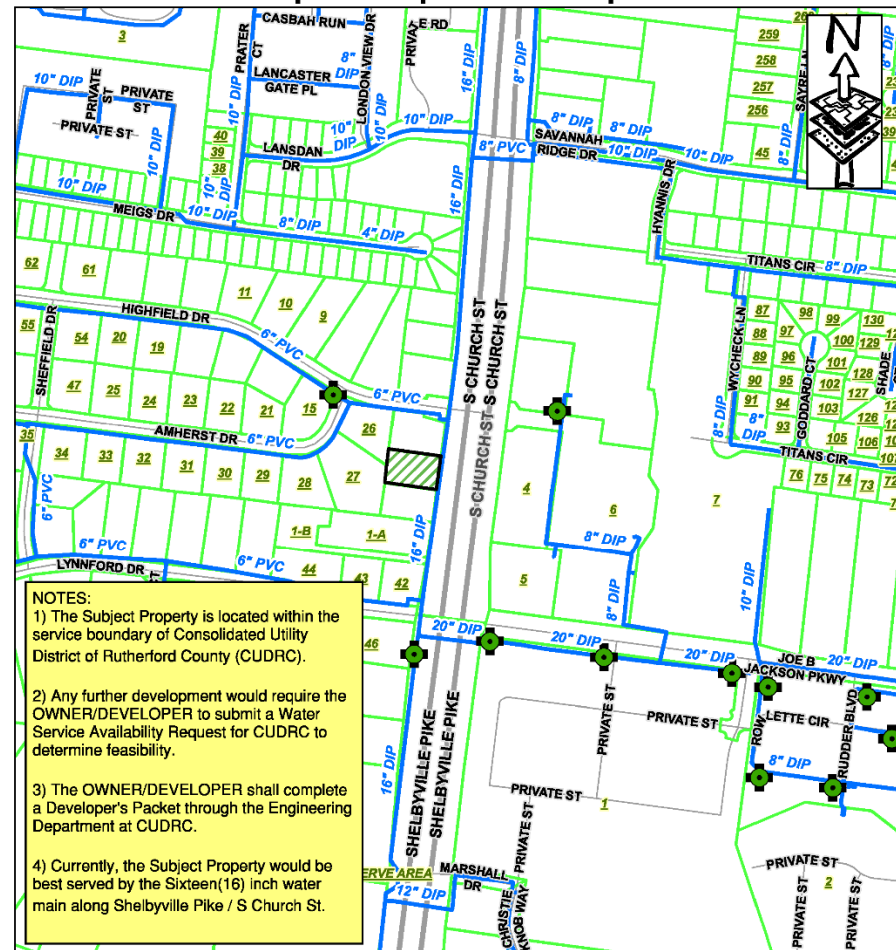 CASBAH RUN
3
PRATER
CT
8"
DIP
LONDON VIEW DR
PRIVATE RD
16" DIP
8" DIP
259
258
257
256
SAYBE LN
N
10" DIP
PRIVATE
ST
PRIVATE
ST
LANCASTER
GATE PL
10" DIP
PRIVATE ST
40
39
38
10"
DIP
10" DIP
LANSDAN
DR
8" PVC
8" DIP
8" DIP
SAVANNAH
RIDGE DR
10" DIP
10" DIP
45
8" DIP
10" DIP
10" DIP
MEIGS DR
10" DIP
8" DIP
4" DIP
16" DIP
HYANNIS DR
TITANS CIR
8" DIP
62
61
11
10
9
S CHURCH ST
S CHURCH ST
HIGHFIELD DR
6" PVC
55
54
20
19
SHEFFIELD DR
47
25
24
23
22
21
15
6" PVC
AMHERST DR
6" PVC
26
S CHURCH ST
WYCHECK LN
87
88
89
90
91
98
99
97
96
95
94
93
100
101
102
103
130
129
128
127
126
SHADE
GODDARD CT
8" DIP
8"
DIP
105
106
TITANS CIR
76
75
74
73
35
34
33
32
31
30
29
28
27
4
6
7
6" PVC
1-B
1-A
16" DIP
8" DIP
6" PVC
6" PVC
LYNNFORD DR
44
43
42
5
8" DIP
10" DIP
46
20" DIP
20" DIP
20" DIP
JOE B
JACKSON PKWY
20" DIP
NOTES:
1) The Subject Property is located within the
service boundary of Consolidated Utility
District of Rutherford County (CUDRC).
2) Any further development would require the
OWNER/DEVELOPER to submit a Water
Service Availability Request for CUDRC to
determine feasibility.
3) The OWNER/DEVELOPER shall complete
a Developer's Packet through the Engineering
Department at CUDRC.
4) Currently, the Subject Property would be
best served by the Sixteen(16) inch water
main along Shelbyville Pike / S Church St.
16" DIP
SHELBYVILLE PIKE
SHELBYVILLE PIKE
PRIVATE ST
PRIVATE ST
ROW
LETTE CIR
RUDDER BLVD
8" DIP
PRIVATE ST
1
PRIVATE ST
ERVE AREA
MARSHALL
DR
12" DIP
CHRISTIE
KNOB WAY
PRIVATE ST
2
PRIVATE ST
PRIVATE ST